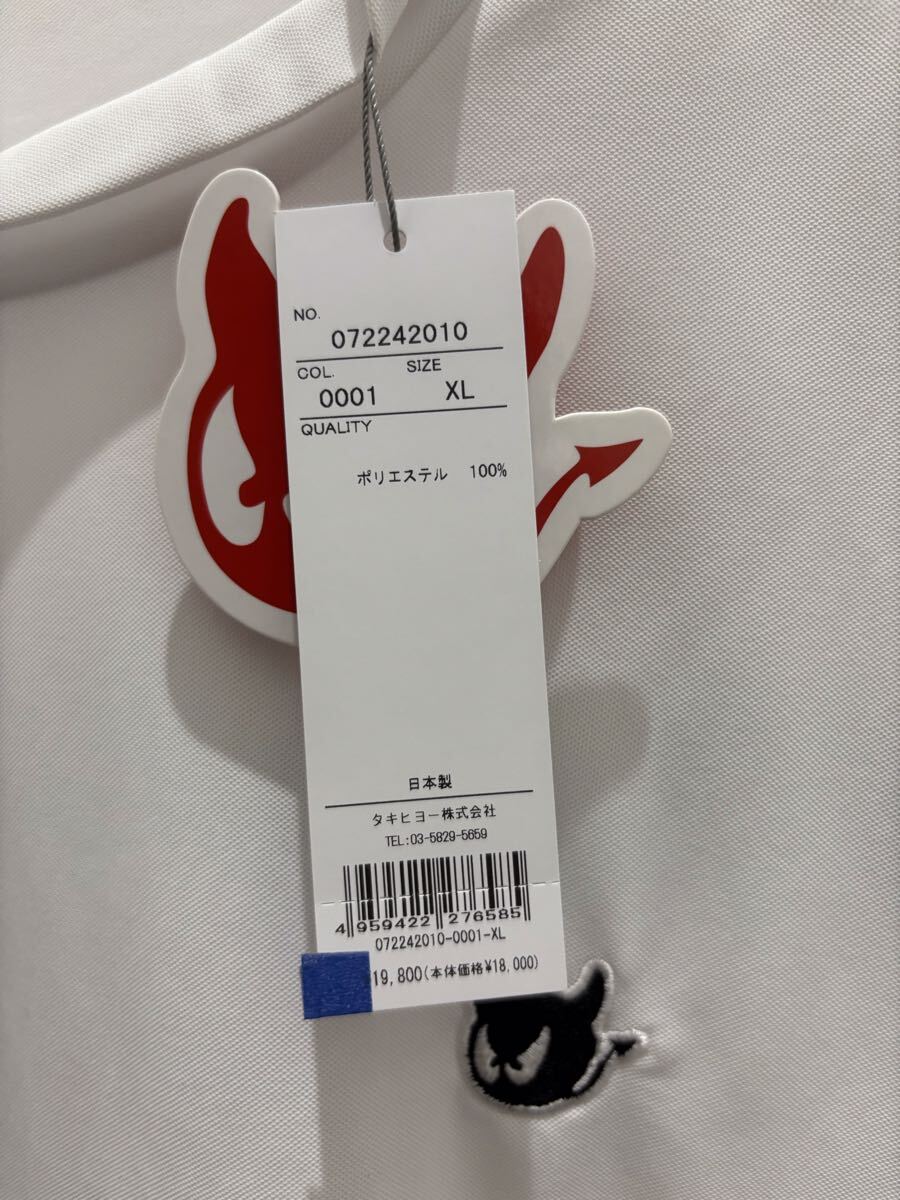 NO.
072242010
COL. SIZE
0001 XL
QUALITY
ポリエステル 100%
日本製
タキヒヨー株式会社
TEL:03-5829-5659
4 959422 276585
072242010-0001-XL
19,800(本体価格¥18,000)